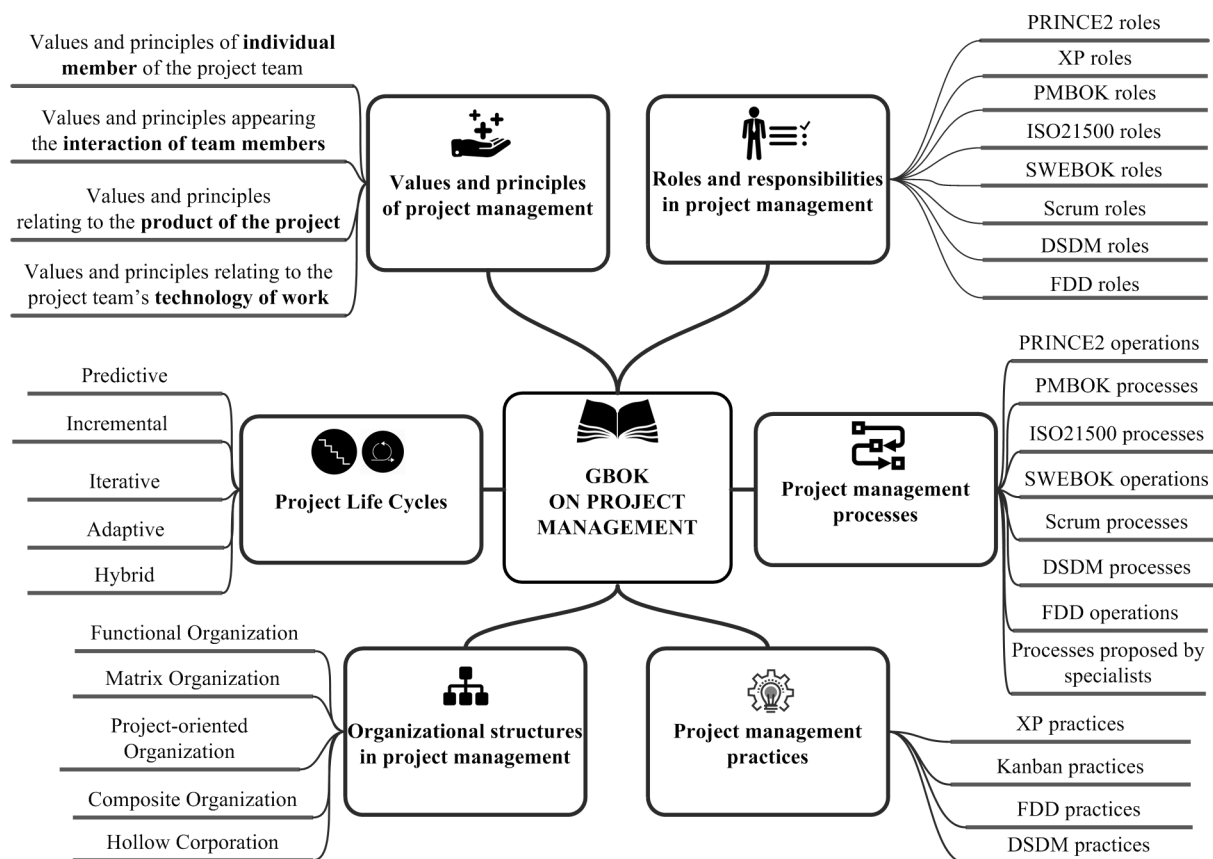 Values and principles of individual
member of the project team
Values and principles appearing
the interaction of team members
Values and principles
relating to the product of the project
Values and principles relating to the
project team's technology of work
Values and principles
of project management
Roles and responsibilities
in project management
PRINCE2 roles
XP roles
PMBOK roles
ISO21500 roles
SWEBOK roles
Scrum roles
DSDM roles
FDD roles
Predictive
Incremental
Iterative
Adaptive
Hybrid
Project Life Cycles
GBOK
ON PROJECT
MANAGEMENT
Project management
processes
PRINCE2 operations
PMBOK processes
ISO21500 processes
SWEBOK operations
Scrum processes
DSDM processes
FDD operations
Processes proposed by
specialists
Functional Organization
Matrix Organization
Project-oriented
Organization
Composite Organization
Hollow Corporation
Organizational structures
in project management
Project management
practices
XP practices
Kanban practices
FDD practices
DSDM practices